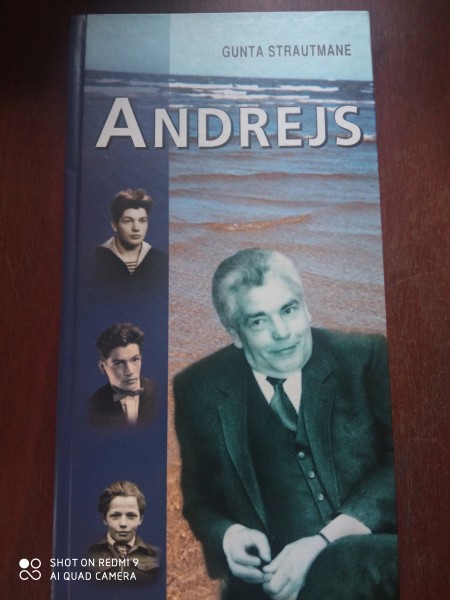 GUNTA STRAUTMANE
ANDREJS
SHOT ON REDMI 9
AI QUAD CAMERA